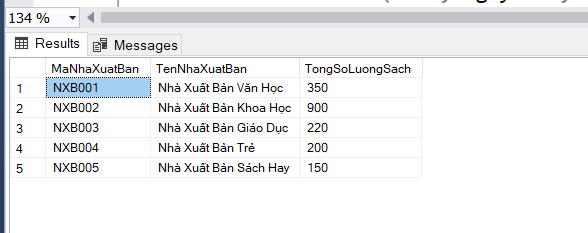 134 %
Results Messages
MaNhaXuatBan TenNhaXuatBan TongSoLuongSach
1 NXB001 Nhà Xuất Bản Văn Học 350
2 NXB002 Nhà Xuất Bản Khoa Học 900
3 NXB003 Nhà Xuất Bản Giáo Dục 220
4 NXB004 Nhà Xuất Bản Trẻ 200
5 NXB005 Nhà Xuất Bản Sách Hay 150